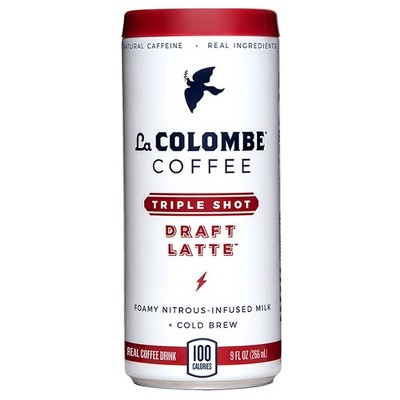 NATURAL CAFFEINE • REAL INGREDIENTS
La COLOMBE®
COFFEE
TRIPLE SHOT
DRAFT
LATTE™
FOAMY NITROUS-INFUSED MILK
+ COLD BREW
REAL COFFEE DRINK
100
CALORIES
9 FL OZ (266 mL)